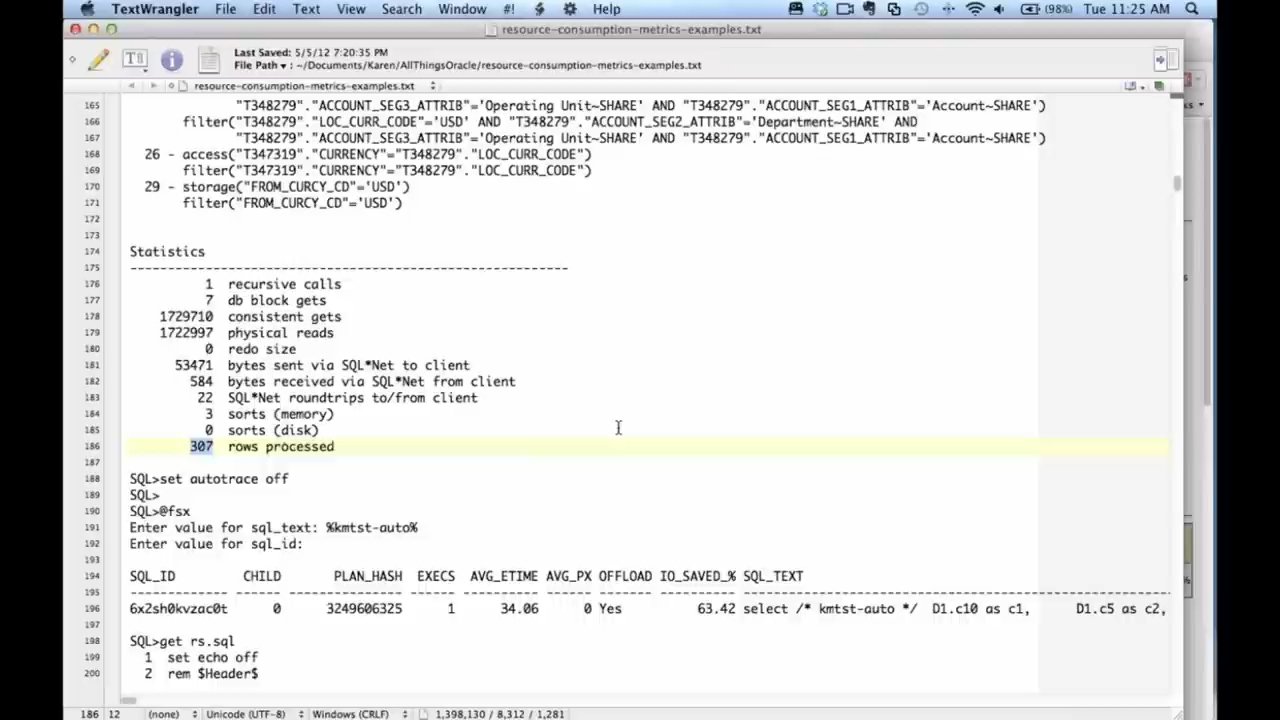 TextWrangler File Edit Text View Search Window #! Help (98%) Tue 11:25 AM
resource-consumption-metrics-examples.txt
Last Saved: 5/5/12 7:20:35 PM
File Path ▾ : ~/Documents/Karen/AllThingsOracle/resource-consumption-metrics-examples.txt
resource-consumption-metrics-examples.txt
165 "T348279"."ACCOUNT_SEG3_ATTRIB"='Operating Unit~SHARE' AND "T348279"."ACCOUNT_SEG1_ATTRIB"='Account~SHARE')
166 filter("T348279"."LOC_CURR_CODE"='USD' AND "T348279"."ACCOUNT_SEG2_ATTRIB"='Department~SHARE' AND
167 "T348279"."ACCOUNT_SEG3_ATTRIB"='Operating Unit~SHARE' AND "T348279"."ACCOUNT_SEG1_ATTRIB"='Account~SHARE')
168 26 - access("T347319"."CURRENCY"="T348279"."LOC_CURR_CODE")
169 filter("T347319"."CURRENCY"="T348279"."LOC_CURR_CODE")
170 29 - storage("FROM_CURCY_CD"='USD')
171 filter("FROM_CURCY_CD"='USD')
172
173
174 Statistics
175 ----------------------------------------------------------
176 1 recursive calls
177 7 db block gets
178 1729710 consistent gets
179 1722997 physical reads
180 0 redo size
181 53471 bytes sent via SQL*Net to client
182 584 bytes received via SQL*Net from client
183 22 SQL*Net roundtrips to/from client
184 3 sorts (memory)
185 0 sorts (disk)
186 307 rows processed
187
188 SQL>set autotrace off
189 SQL>
190 SQL>@fsx
191 Enter value for sql_text: %kmtst-auto%
192 Enter value for sql_id:
193
194 SQL_ID CHILD PLAN_HASH EXECS AVG_ETIME AVG_PX OFFLOAD IO_SAVED_% SQL_TEXT
195 ------------- ------ ---------- ------ ---------- ------ ------- ---------- ----------------------------------------
196 6x2sh0kvzac0t 0 3249606325 1 34.06 0 Yes 63.42 select /* kmtst-auto */ D1.c10 as c1, D1.c5 as c2,
197
198 SQL>get rs.sql
199 1 set echo off
200 2 rem $Header$
186 12 (none) Unicode (UTF-8) Windows (CRLF) 1,398,130 / 8,312 / 1,281